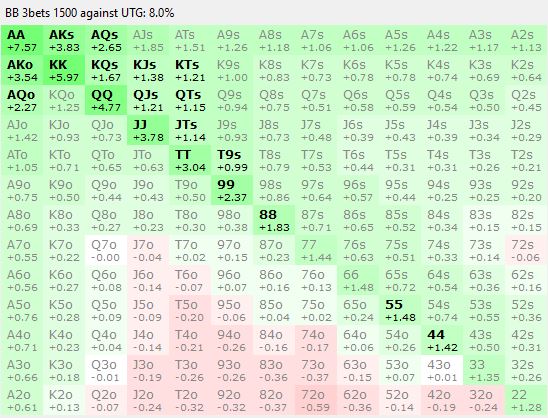 BB 3bets 1500 against UTG: 8.0%
AA AKs AQs AJs ATs A9s A8s A7s A6s A5s A4s A3s A2s
+7.57 +3.83 +2.65 +1.85 +1.51 +1.26 +1.18 +1.06 +1.04 +1.26 +1.22 +1.17 +1.13
AKo KK KQs KJs KTs K9s K8s K7s K6s K5s K4s K3s K2s
+3.54 +5.97 +1.67 +1.38 +1.21 +1.00 +0.83 +0.73 +0.78 +0.78 +0.78 +0.74 +0.68
AQo KQo QQ QJs QTs Q9s Q8s Q7s Q6s Q5s Q4s Q3s Q2s
+2.27 +1.25 +4.77 +1.21 +1.15 +0.94 +0.75 +0.51 +0.58 +0.59 +0.54 +0.50 +0.45
AJo KJo QJo JJ JTs J9s J8s J7s J6s J5s J4s J3s J2s
+1.42 +0.93 +0.73 +3.78 +1.14 +0.93 +0.73 +0.48 +0.39 +0.43 +0.39 +0.34 +0.29
ATo KTo QTo JTo TT T9s T8s T7s T6s T5s T4s T3s T2s
+1.05 +0.71 +0.65 +0.63 +3.04 +0.99 +0.79 +0.53 +0.44 +0.31 +0.31 +0.26 +0.21
A9o K9o Q9o J9o T9o 99 98s 97s 96s 95s 94s 93s 92s
+0.75 +0.50 +0.44 +0.43 +0.50 +2.37 +0.86 +0.64 +0.57 +0.44 +0.25 +0.25 +0.20
A8o K8o Q8o J8o T8o 98o 88 87s 86s 85s 84s 83s 82s
+0.69 +0.33 +0.27 +0.23 +0.30 +0.38 +1.83 +0.71 +0.65 +0.52 +0.34 +0.15 +0.15
A7o K7o Q7o J7o T7o 97o 87o 77 76s 75s 74s 73s 72s
+0.55 +0.22 -0.00 -0.04 +0.02 +0.15 +0.23 +1.44 +0.63 +0.51 +0.33 +0.14 -0.06
A6o K6o Q6o J6o T6o 96o 86o 76o 66 65s 64s 63s 62s
+0.56 +0.27 +0.08 -0.14 -0.07 +0.07 +0.16 +0.13 +1.48 +0.72 +0.54 +0.36 +0.16
A5o K5o Q5o J5o T5o 95o 85o 75o 65o 55 54s 53s 52s
+0.76 +0.28 +0.09 -0.09 -0.20 -0.06 +0.04 +0.02 +0.24 +1.48 +0.74 +0.55 +0.36
A4o K4o Q4o J4o T4o 94o 84o 74o 64o 54o 44 43s 42s
+0.71 +0.23 +0.04 -0.14 -0.21 -0.26 -0.16 -0.17 +0.06 +0.26 +1.42 +0.50 +0.31
A3o K3o Q3o J3o T3o 93o 83o 73o 63o 53o 43o 33 32s
+0.66 +0.18 -0.01 -0.19 -0.26 -0.26 -0.36 -0.37 -0.15 +0.07 +0.01 +1.35 +0.26
A2o K2o Q2o J2o T2o 92o 82o 72o 62o 52o 42o 32o 22
+0.61 +0.13 -0.07 -0.24 -0.32 -0.32 -0.37 -0.59 -0.36 -0.14 -0.19 -0.24 +1.28